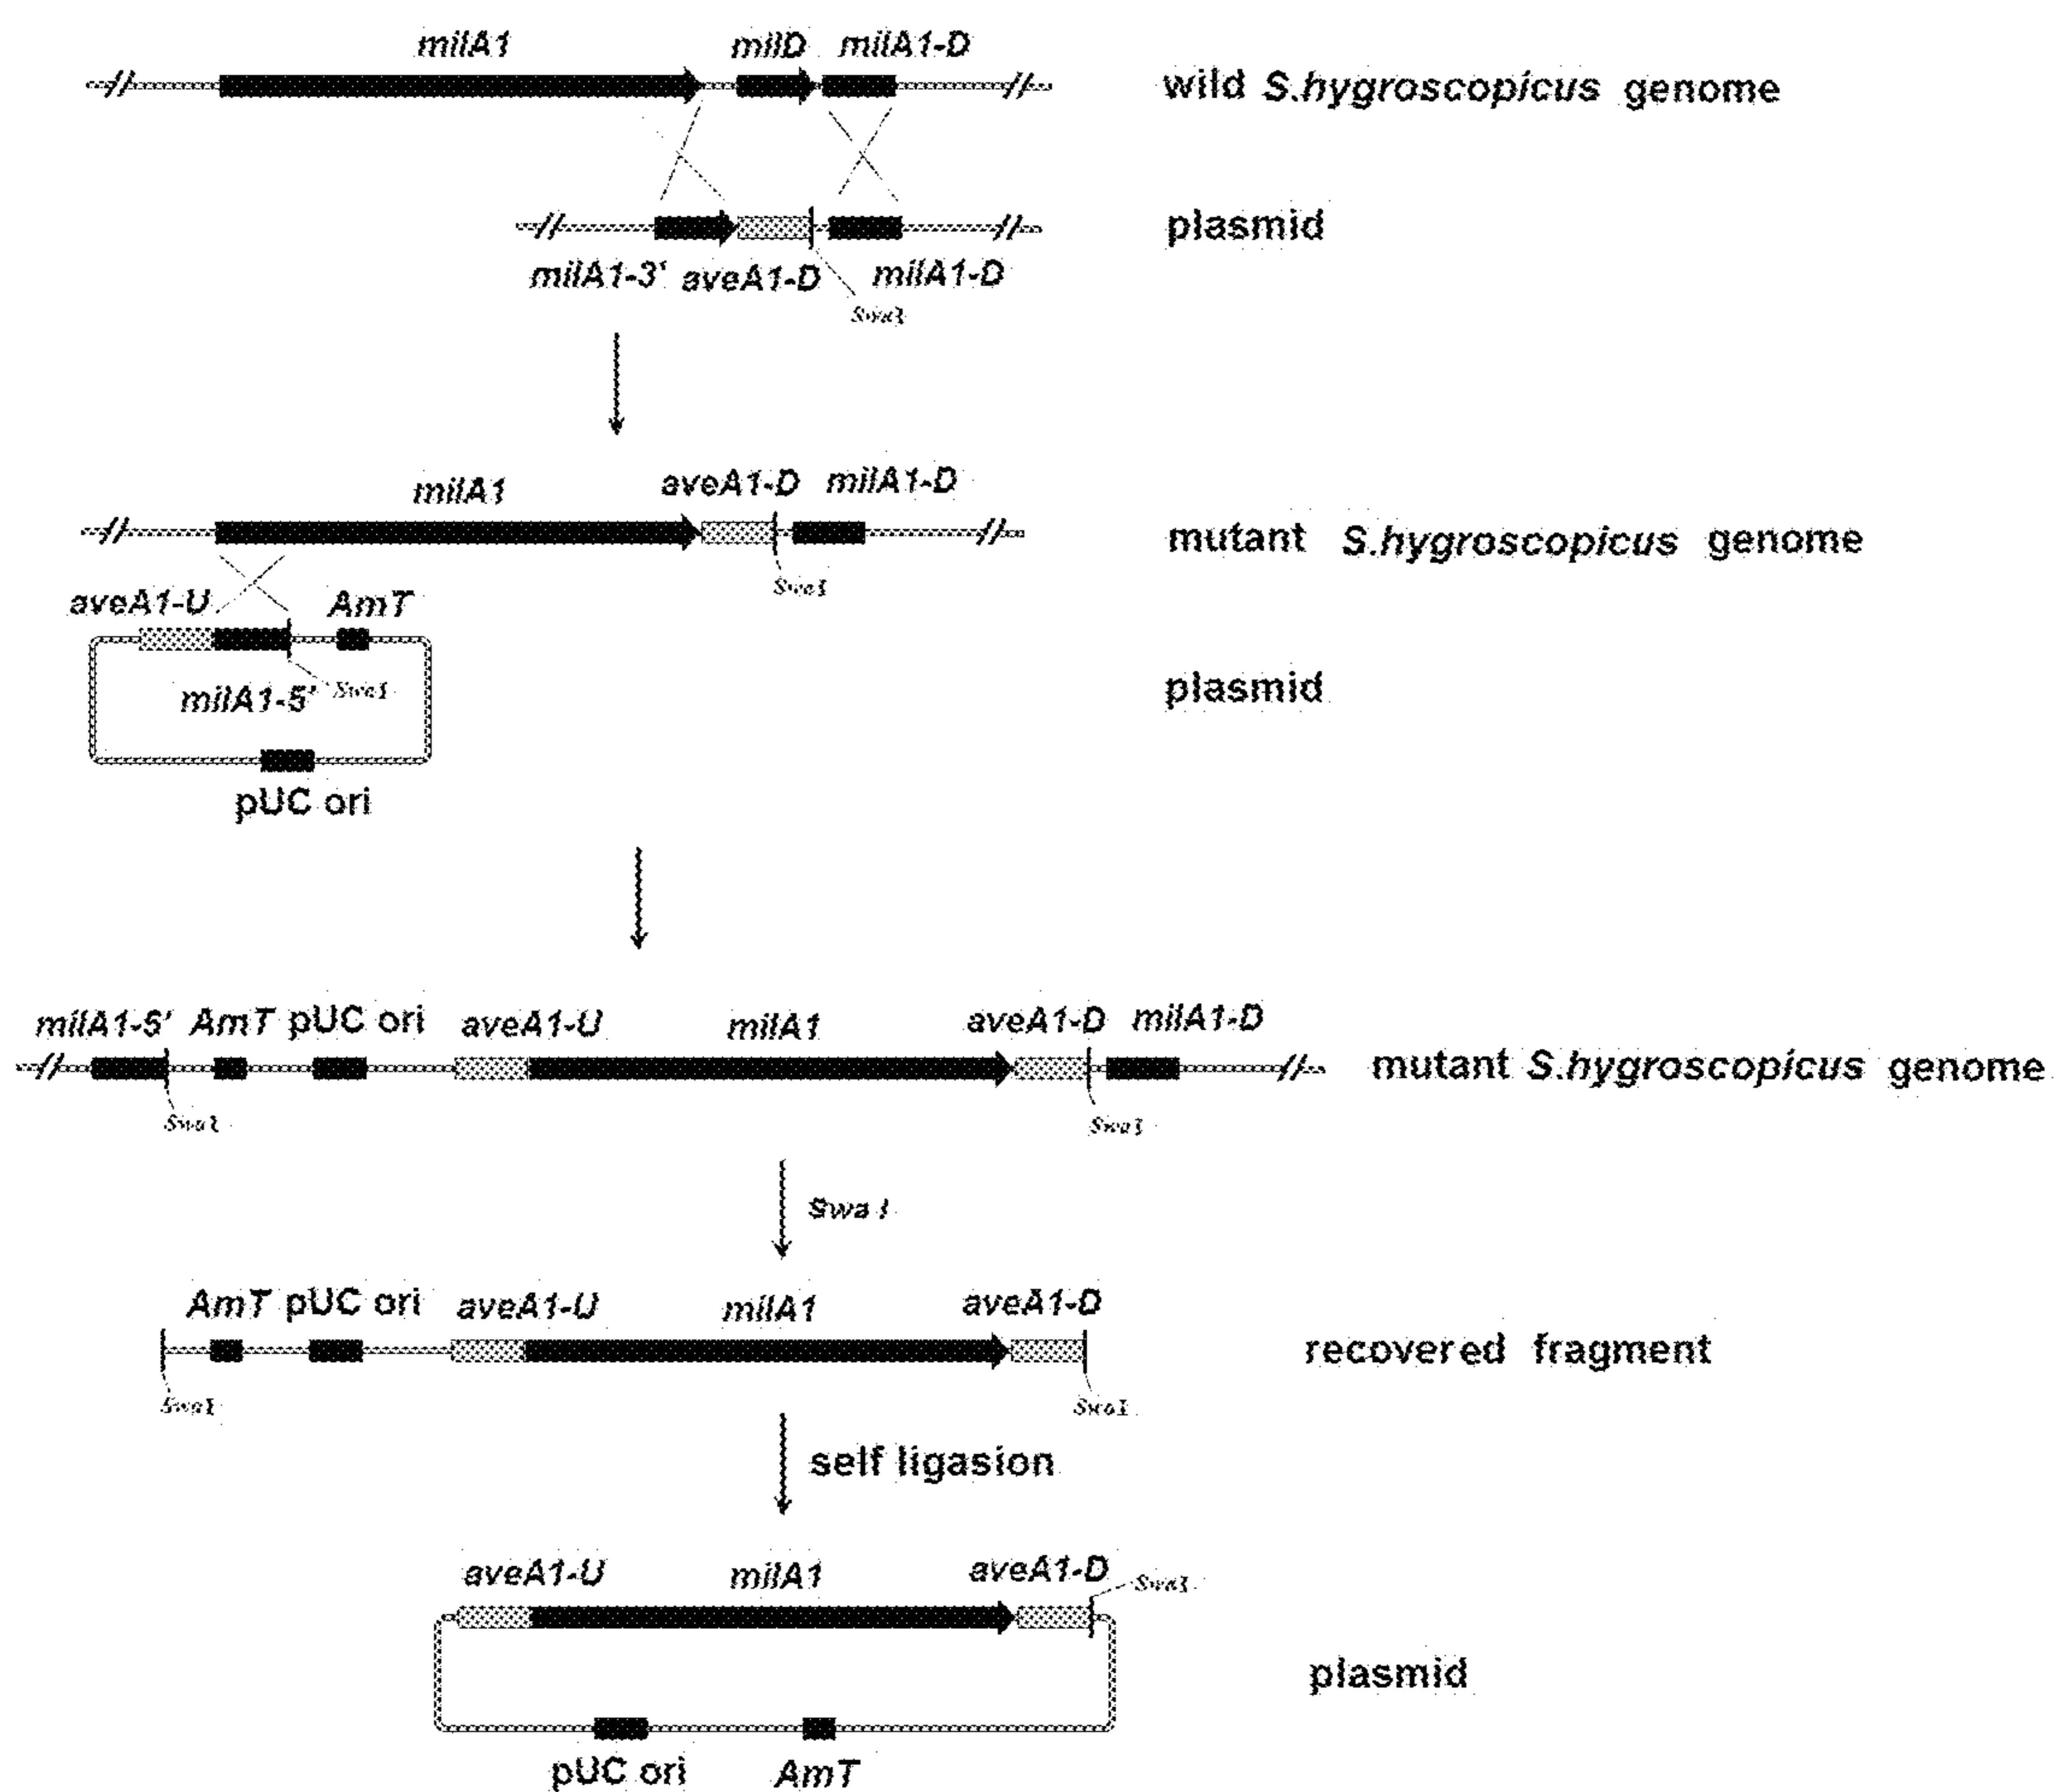 milA1 milD milA1-D
wild S.hygroscopicus genome
plasmid
milA1-3' aveA1-D milA1-D
SwaI
milA1 aveA1-D milA1-D
mutant S.hygroscopicus genome
SwaI
aveA1-U AmT
milA1-5' SwaI
plasmid
pUC ori
milA1-5' AmT pUC ori aveA1-U milA1 aveA1-D milA1-D
mutant S.hygroscopicus genome
SwaI SwaI
Swa I
AmT pUC ori aveA1-U milA1 aveA1-D
recovered fragment
SwaI SwaI
self ligasion
aveA1-U milA1 aveA1-D SwaI
plasmid
pUC ori AmT